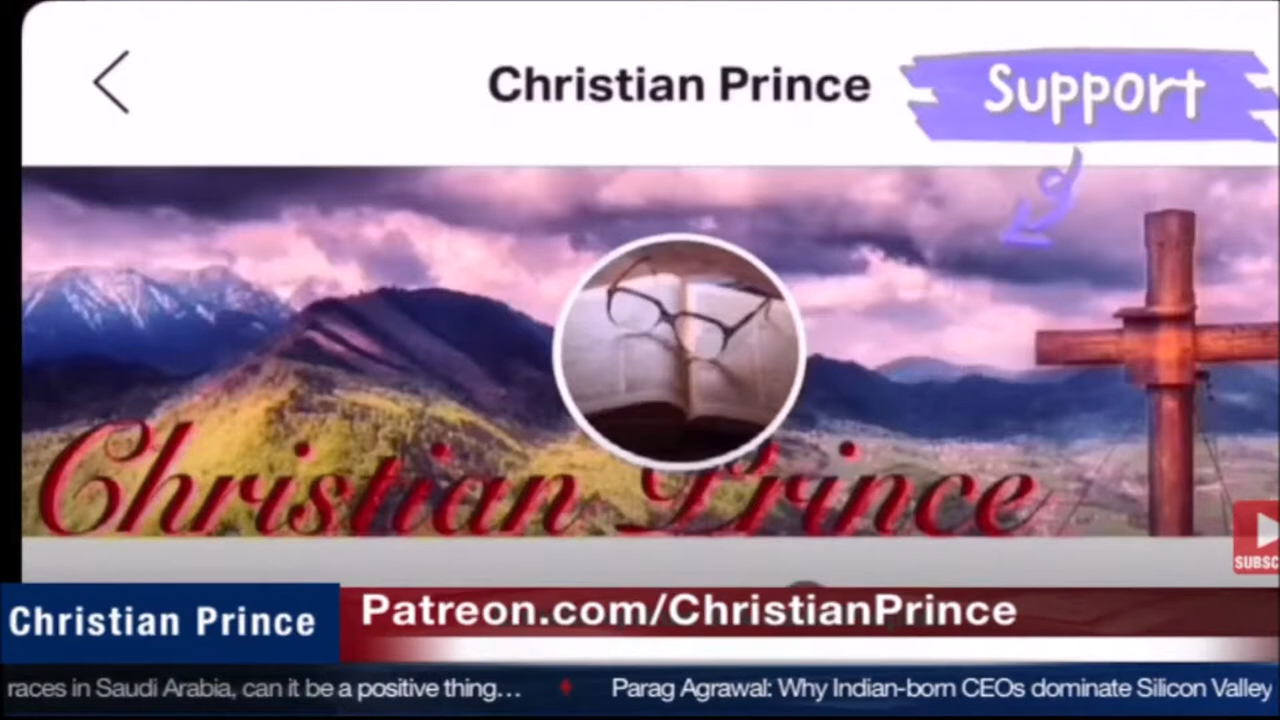 Christian Prince
Support
Christian Prince
SUBSC
Christian Prince
Patreon.com/ChristianPrince
races in Saudi Arabia, can it be a positive thing... ♦ Parag Agrawal: Why Indian-born CEOs dominate Silicon Valley